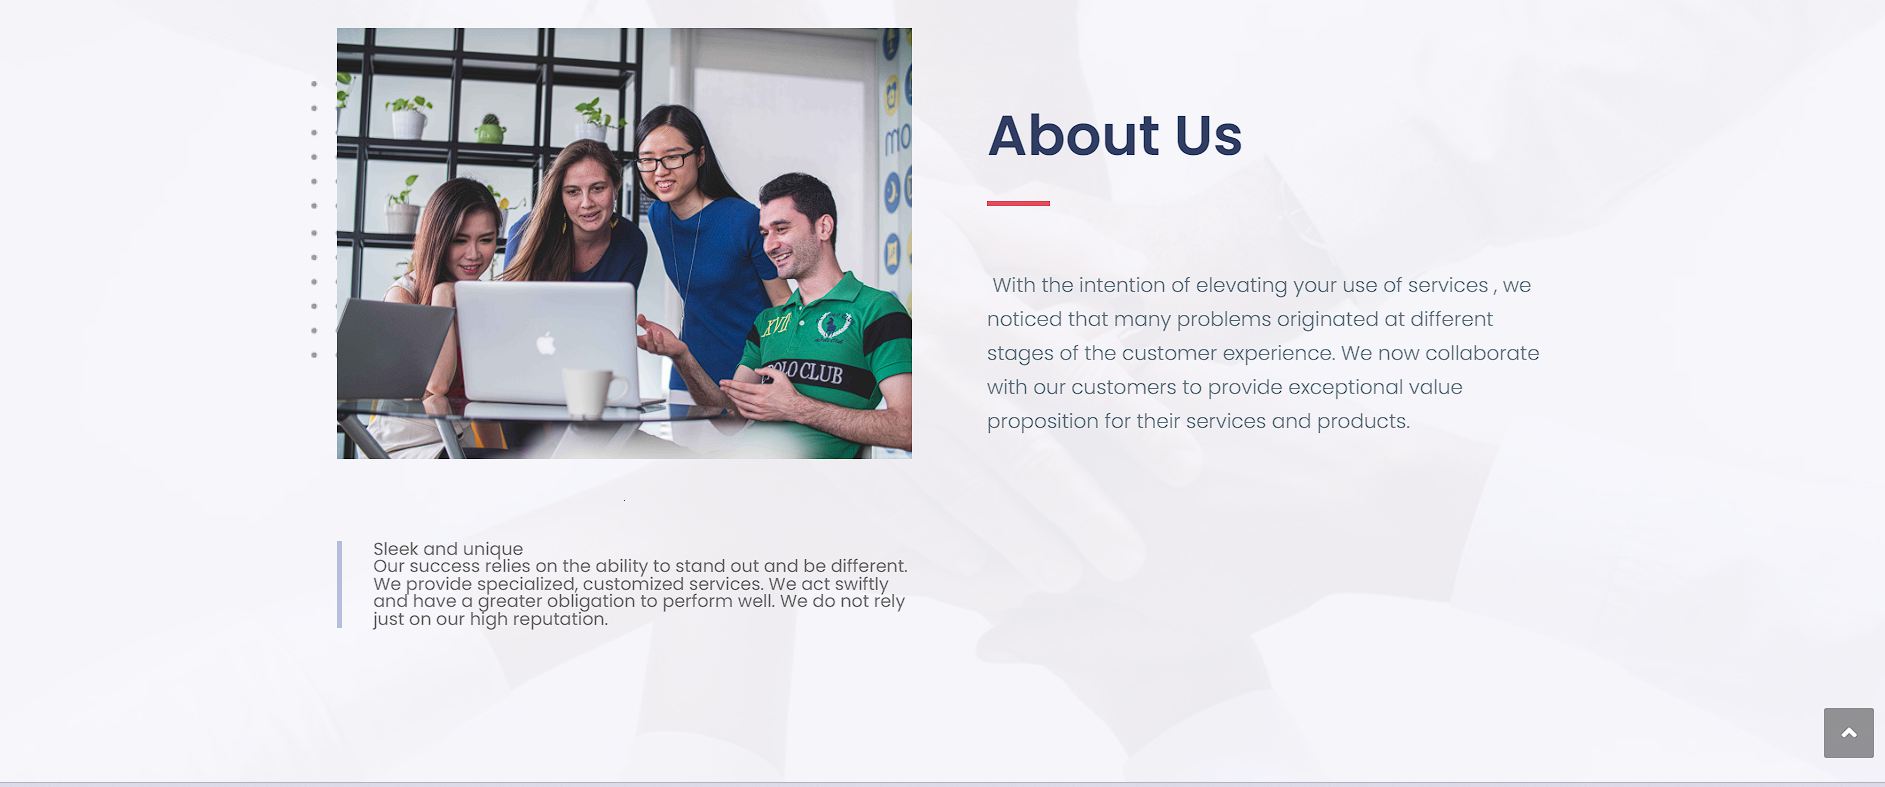 About Us
With the intention of elevating your use of services , we
noticed that many problems originated at different
stages of the customer experience. We now collaborate
with our customers to provide exceptional value
proposition for their services and products.
mo
XVII
POLO CLUB
.
Sleek and unique
Our success relies on the ability to stand out and be different.
We provide specialized, customized services. We act swiftly
and have a greater obligation to perform well. We do not rely
just on our high reputation.